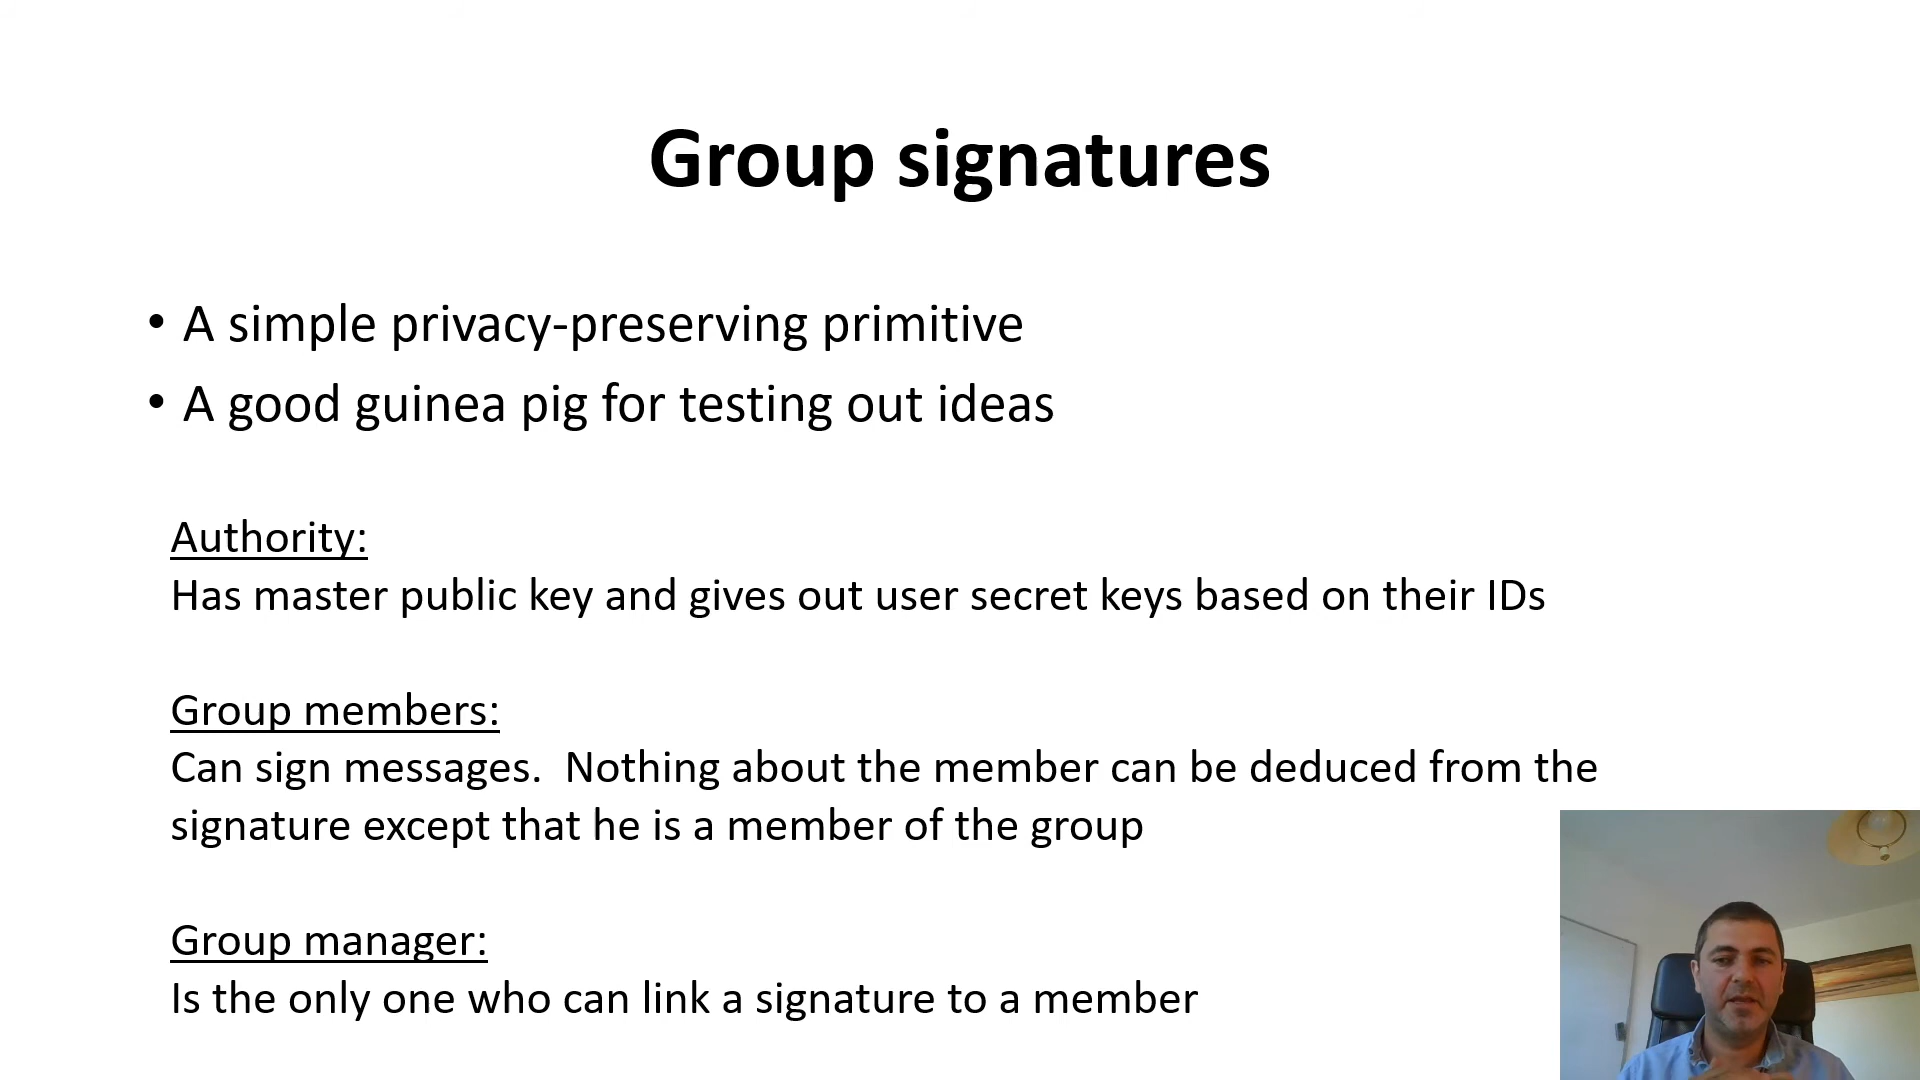 Group signatures
• A simple privacy-preserving primitive
• A good guinea pig for testing out ideas
Authority:
Has master public key and gives out user secret keys based on their IDs
Group members:
Can sign messages.  Nothing about the member can be deduced from the
signature except that he is a member of the group
Group manager:
Is the only one who can link a signature to a member